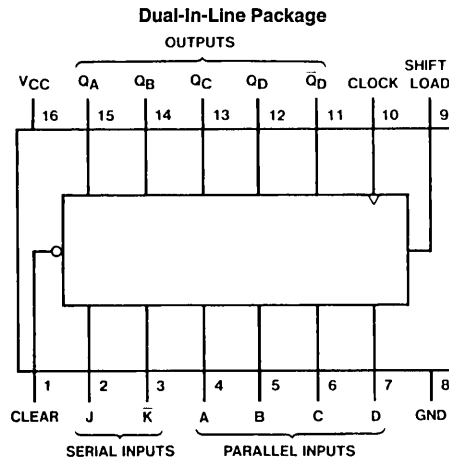 Dual-In-Line Package
OUTPUTS
VCC QA QB QC QD Q̅D CLOCK SHIFT LOAD
16 15 14 13 12 11 10 9
1 2 3 4 5 6 7 8
CLEAR J K̅ A B C D GND
SERIAL INPUTS PARALLEL INPUTS